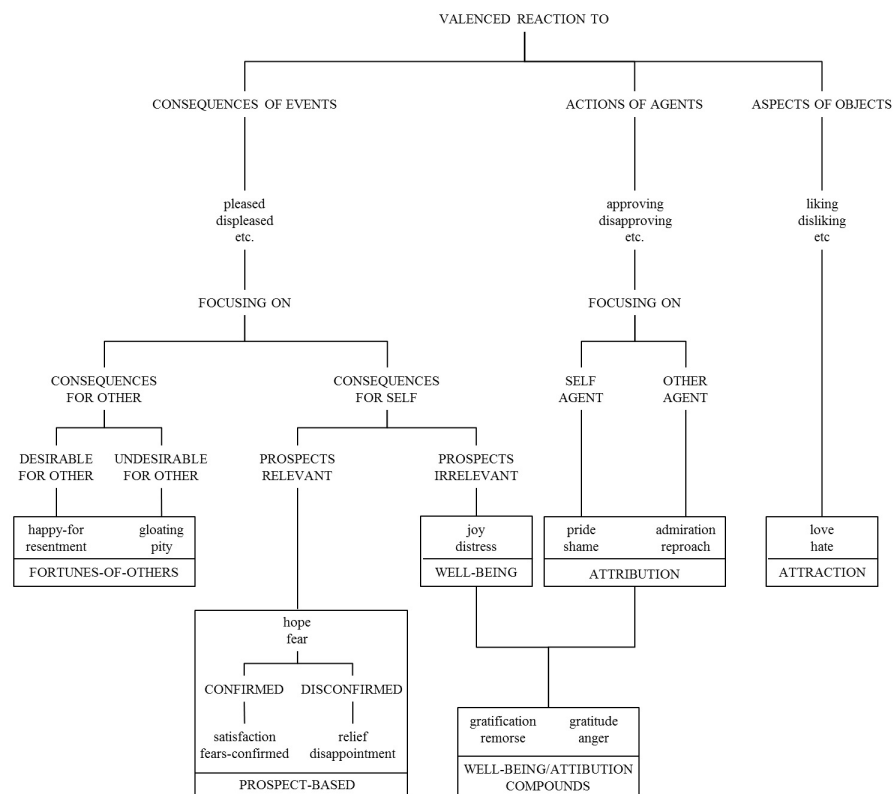 VALENCED REACTION TO
CONSEQUENCES OF EVENTS
ACTIONS OF AGENTS
ASPECTS OF OBJECTS
pleased
displeased
etc.
approving
disapproving
etc.
liking
disliking
etc
FOCUSING ON
FOCUSING ON
CONSEQUENCES
FOR OTHER
CONSEQUENCES
FOR SELF
SELF
AGENT
OTHER
AGENT
DESIRABLE
FOR OTHER
UNDESIRABLE
FOR OTHER
PROSPECTS
RELEVANT
PROSPECTS
IRRELEVANT
happy-for
resentment
gloating
pity
FORTUNES-OF-OTHERS
joy
distress
WELL-BEING
pride
shame
admiration
reproach
ATTRIBUTION
love
hate
ATTRACTION
hope
fear
CONFIRMED
DISCONFIRMED
satisfaction
fears-confirmed
relief
disappointment
PROSPECT-BASED
gratification
remorse
gratitude
anger
WELL-BEING/ATTIBUTION
COMPOUNDS